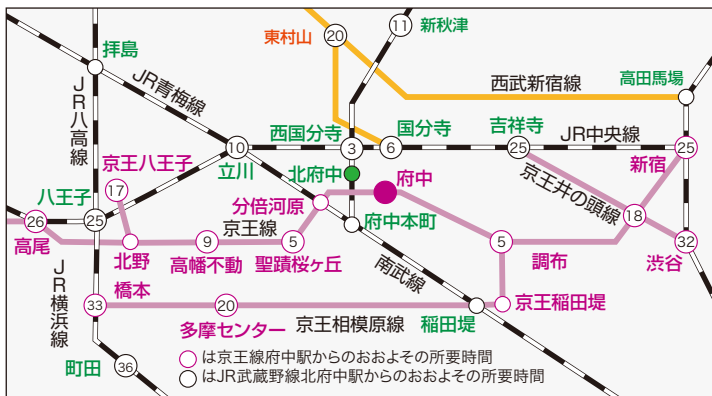 11
新秋津
東村山
20
拝島
JR青梅線
西武新宿線
高田馬場
JR八高線
西国分寺
国分寺
吉祥寺
JR中央線
10
3
6
25
25
新宿
京王八王子
立川
北府中
京王井の頭線
17
八王子
分倍河原
府中
26
25
京王線
府中本町
18
高尾
北野
9
高幡不動
5
聖蹟桜ヶ丘
5
調布
32
渋谷
JR横浜線
橋本
南武線
33
20
多摩センター
京王相模原線
稲田堤
京王稲田堤
町田
36
○は京王線府中駅からのおおよその所要時間
○はJR武蔵野線北府中駅からのおおよその所要時間